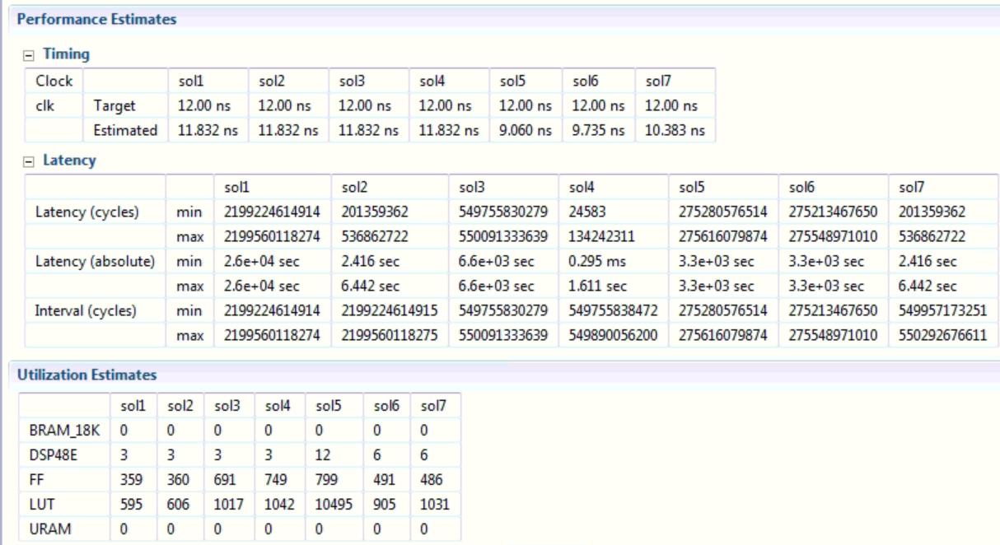 Performance Estimates
Timing
Clock sol1 sol2 sol3 sol4 sol5 sol6 sol7
clk Target 12.00 ns 12.00 ns 12.00 ns 12.00 ns 12.00 ns 12.00 ns 12.00 ns
Estimated 11.832 ns 11.832 ns 11.832 ns 11.832 ns 9.060 ns 9.735 ns 10.383 ns
Latency
sol1 sol2 sol3 sol4 sol5 sol6 sol7
Latency (cycles) min 2199224614914 201359362 549755830279 24583 275280576514 275213467650 201359362
max 2199560118274 536862722 550091333639 134242311 275616079874 275548971010 536862722
Latency (absolute) min 2.6e+04 sec 2.416 sec 6.6e+03 sec 0.295 ms 3.3e+03 sec 3.3e+03 sec 2.416 sec
max 2.6e+04 sec 6.442 sec 6.6e+03 sec 1.611 sec 3.3e+03 sec 3.3e+03 sec 6.442 sec
Interval (cycles) min 2199224614914 2199224614915 549755830279 549755838472 275280576514 275213467650 549957173251
max 2199560118274 2199560118275 550091333639 549890056200 275616079874 275548971010 550292676611
Utilization Estimates
sol1 sol2 sol3 sol4 sol5 sol6 sol7
BRAM_18K 0 0 0 0 0 0 0
DSP48E 3 3 3 3 12 6 6
FF 359 360 691 749 799 491 486
LUT 595 606 1017 1042 10495 905 1031
URAM 0 0 0 0 0 0 0